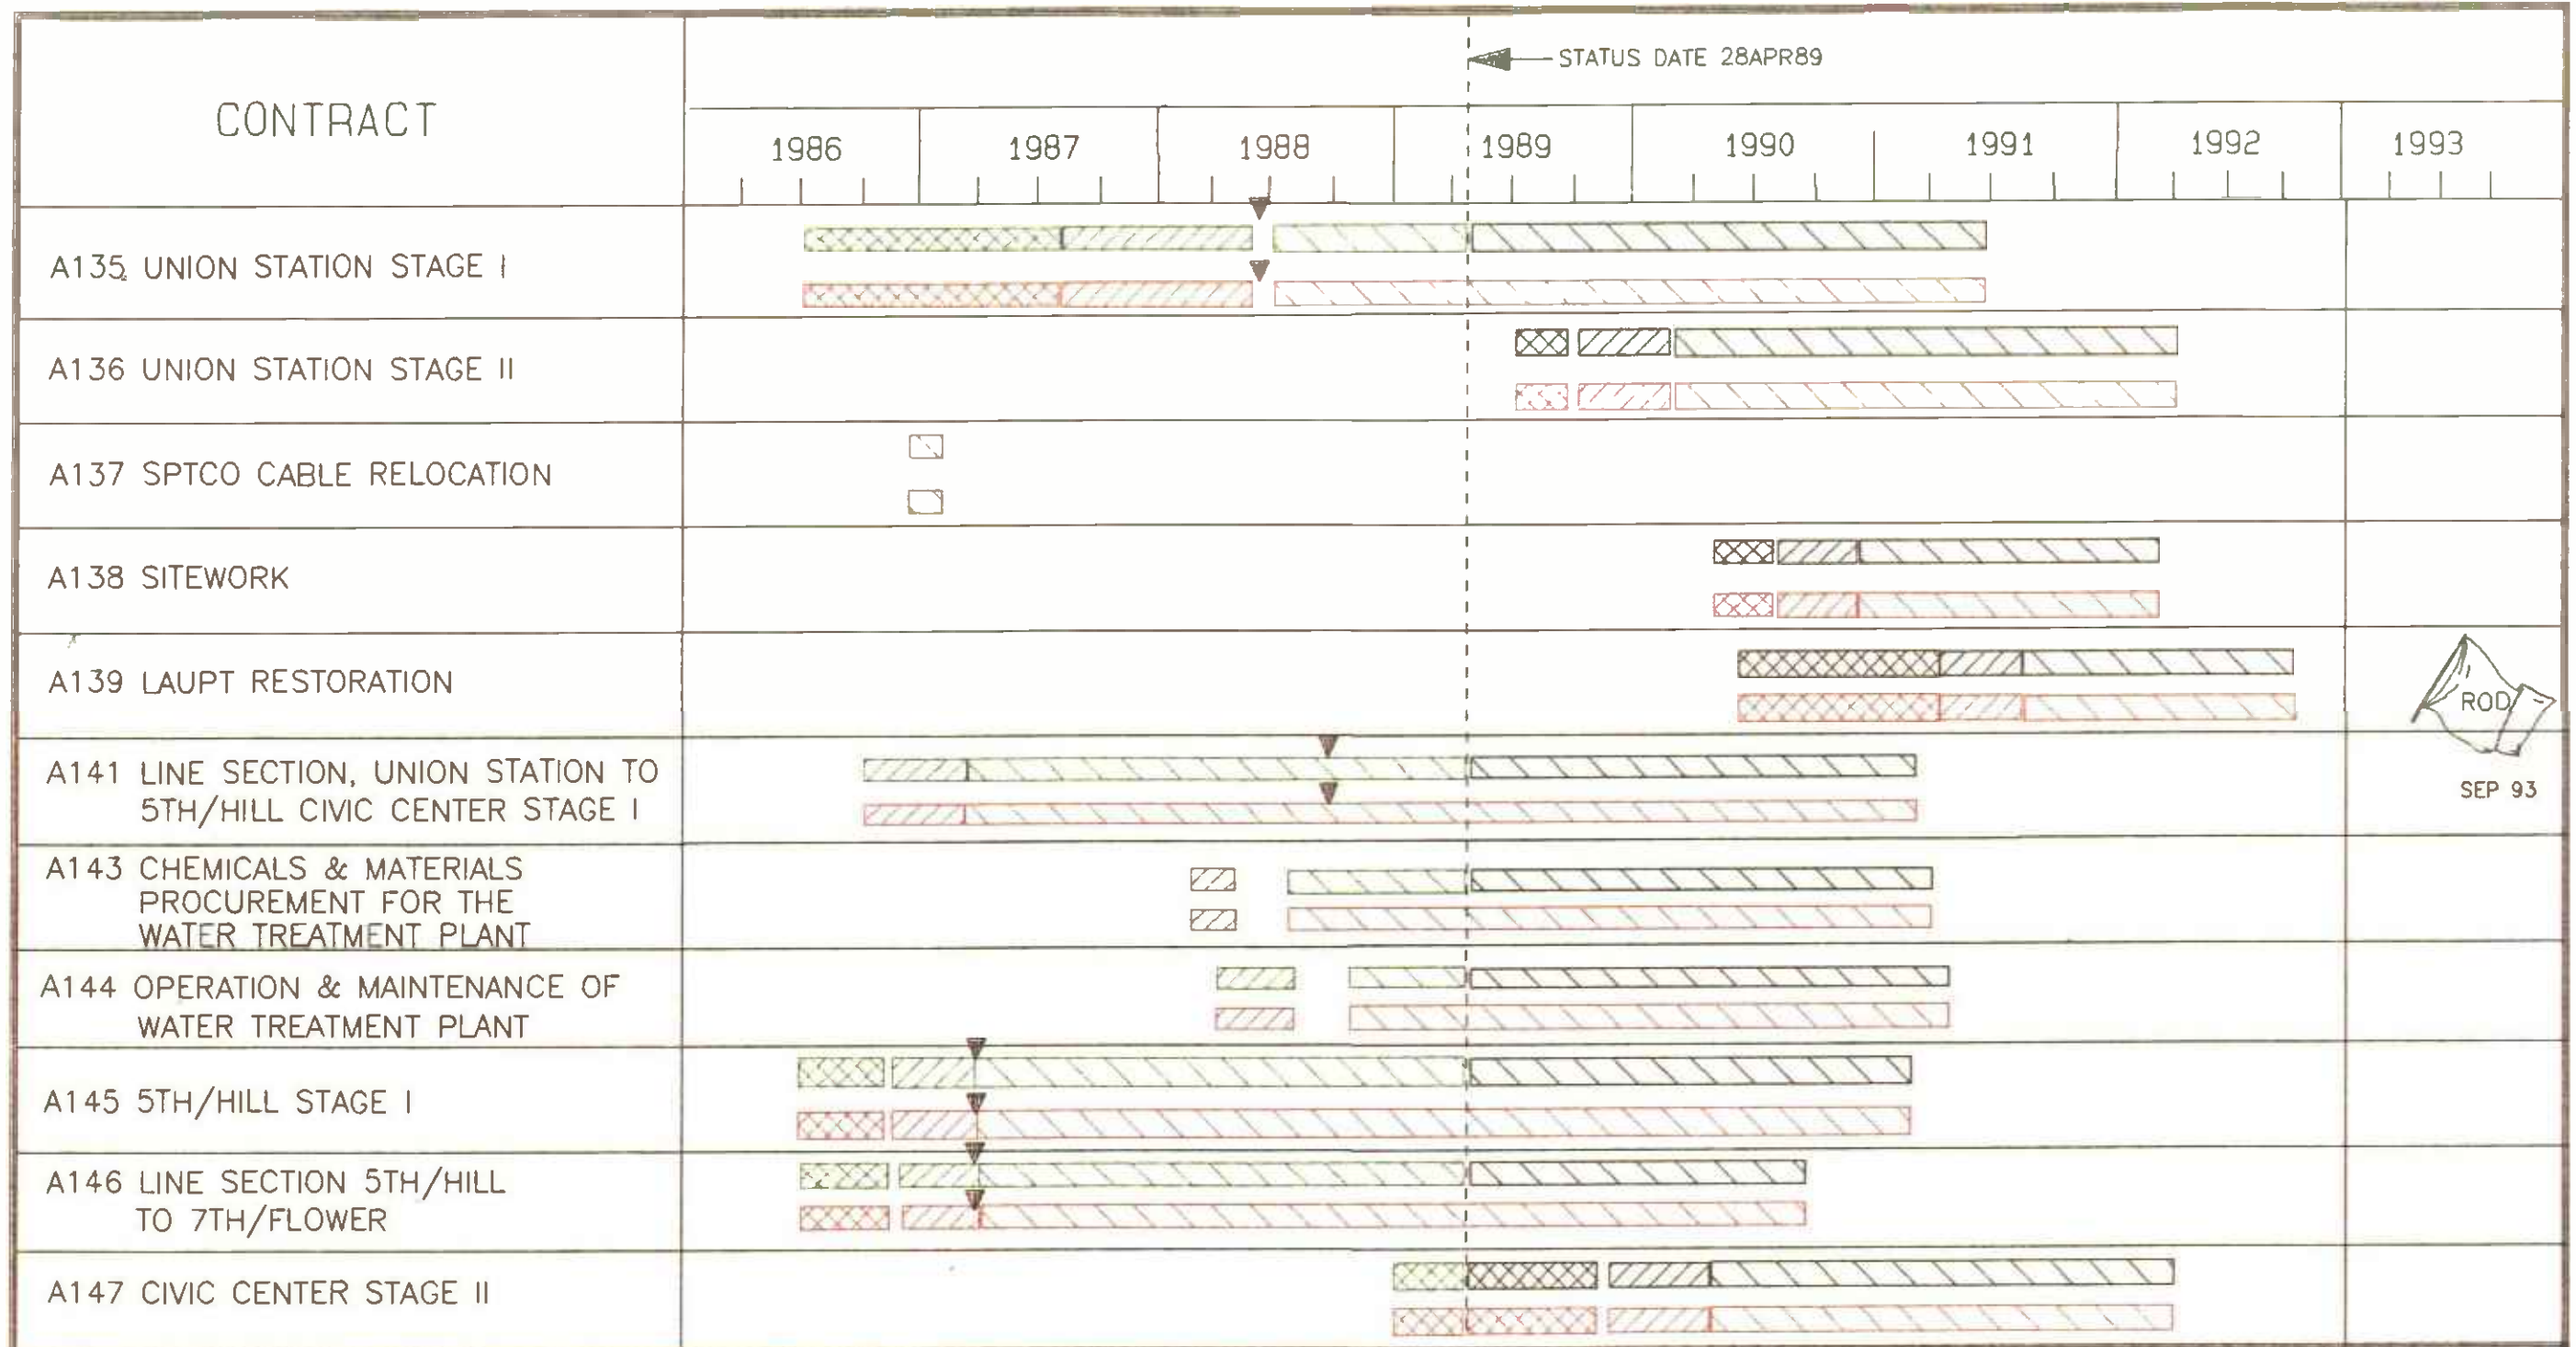 STATUS DATE 28APR89
CONTRACT
1986 1987 1988 1989 1990 1991 1992 1993
A135 UNION STATION STAGE I
A136 UNION STATION STAGE II
A137 SPTCO CABLE RELOCATION
A138 SITEWORK
A139 LAUPT RESTORATION
ROD
A141 LINE SECTION, UNION STATION TO
5TH/HILL CIVIC CENTER STAGE I
SEP 93
A143 CHEMICALS & MATERIALS
PROCUREMENT FOR THE
WATER TREATMENT PLANT
A144 OPERATION & MAINTENANCE OF
WATER TREATMENT PLANT
A145 5TH/HILL STAGE I
A146 LINE SECTION 5TH/HILL
TO 7TH/FLOWER
A147 CIVIC CENTER STAGE II